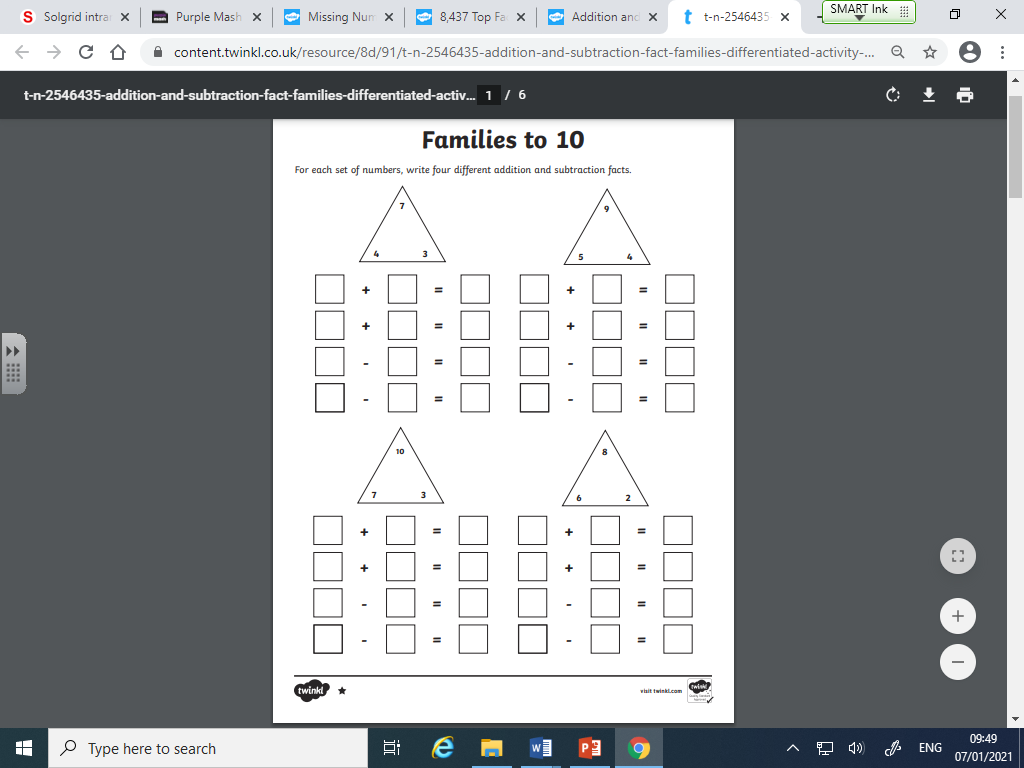 Solgrid intra
Purple Mash
Missing Num
8,437 Top Fa
Addition and
t-n-2546435
SMART Ink
content.twinkl.co.uk/resource/8d/91/t-n-2546435-addition-and-subtraction-fact-families-differentiated-activity-...
t-n-2546435-addition-and-subtraction-fact-families-differentiated-activ... 1 / 6
Families to 10
For each set of numbers, write four different addition and subtraction facts.
7
4 3
9
5 4
+ =
+ =
- =
- =
+ =
+ =
- =
- =
10
7 3
8
6 2
+ =
+ =
- =
- =
+ =
+ =
- =
- =
twinkl
visit twinkl.com
twinkl
Type here to search
ENG
09:49
07/01/2021